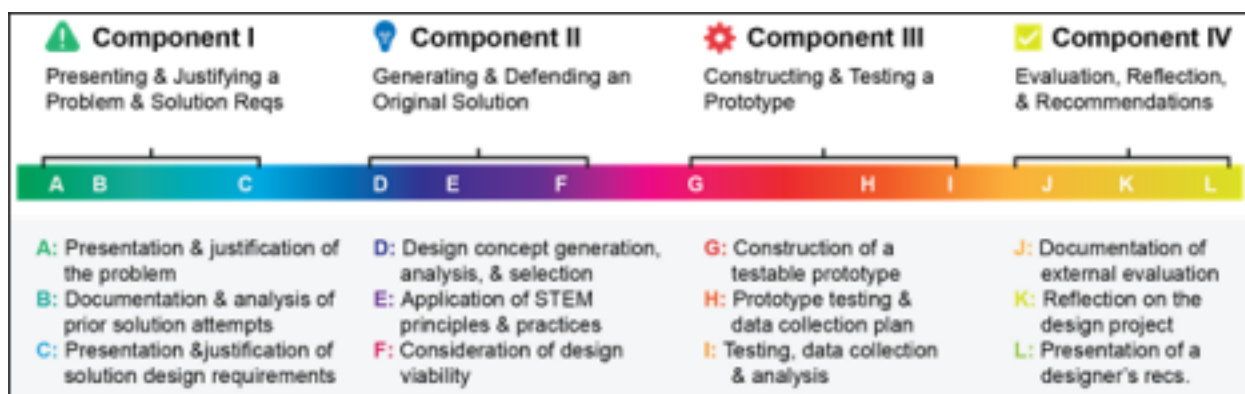 Component I
Presenting & Justifying a
Problem & Solution Reqs
Component II
Generating & Defending an
Original Solution
Component III
Constructing & Testing a
Prototype
Component IV
Evaluation, Reflection,
& Recommendations
A B C D E F G H I J K L
A: Presentation & justification of
the problem
B: Documentation & analysis of
prior solution attempts
C: Presentation &justification of
solution design requirements
D: Design concept generation,
analysis, & selection
E: Application of STEM
principles & practices
F: Consideration of design
viability
G: Construction of a
testable prototype
H: Prototype testing &
data collection plan
I: Testing, data collection
& analysis
J: Documentation of
external evaluation
K: Reflection on the
design project
L: Presentation of a
designer's recs.